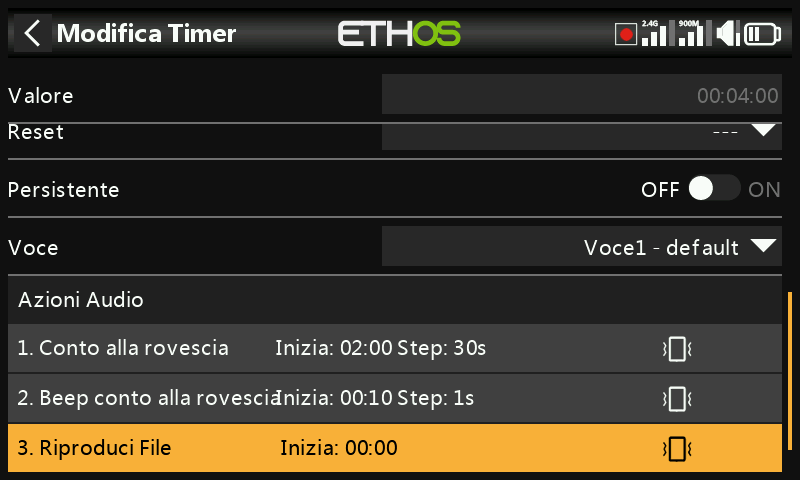 Modifica Timer
ETHOS
2.4G
900M
Valore
00:04:00
Reset
---
Persistente
OFF
ON
Voce
Voce1 - default
Azioni Audio
1. Conto alla rovescia Inizia: 02:00 Step: 30s
2. Beep conto alla rovescia Inizia: 00:10 Step: 1s
3. Riproduci File Inizia: 00:00